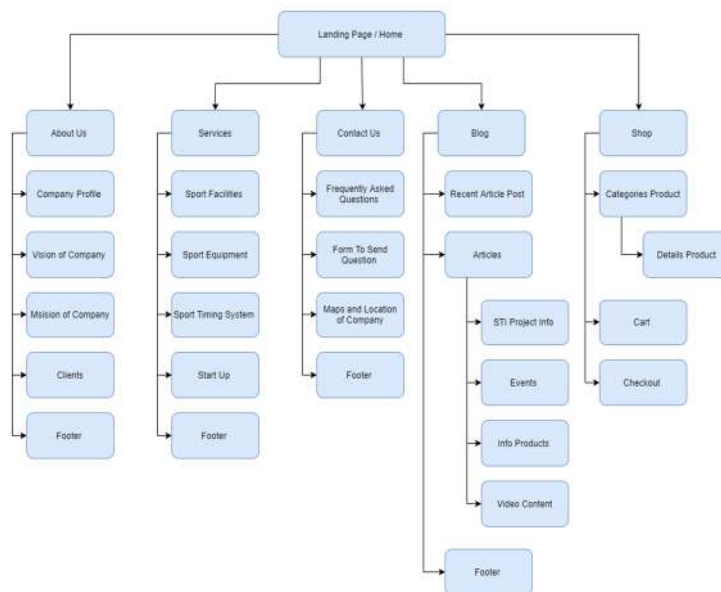 Landing Page / Home
About Us
Services
Contact Us
Blog
Shop
Company Profile
Sport Facilities
Frequently Asked
Questions
Recent Article Post
Categories Product
Vision of Company
Sport Equipment
Form To Send
Question
Articles
Details Product
Msision of Company
Sport Timing System
Maps and Location
of Company
STI Project Info
Cart
Clients
Start Up
Footer
Events
Checkout
Footer
Footer
Info Products
Video Content
Footer